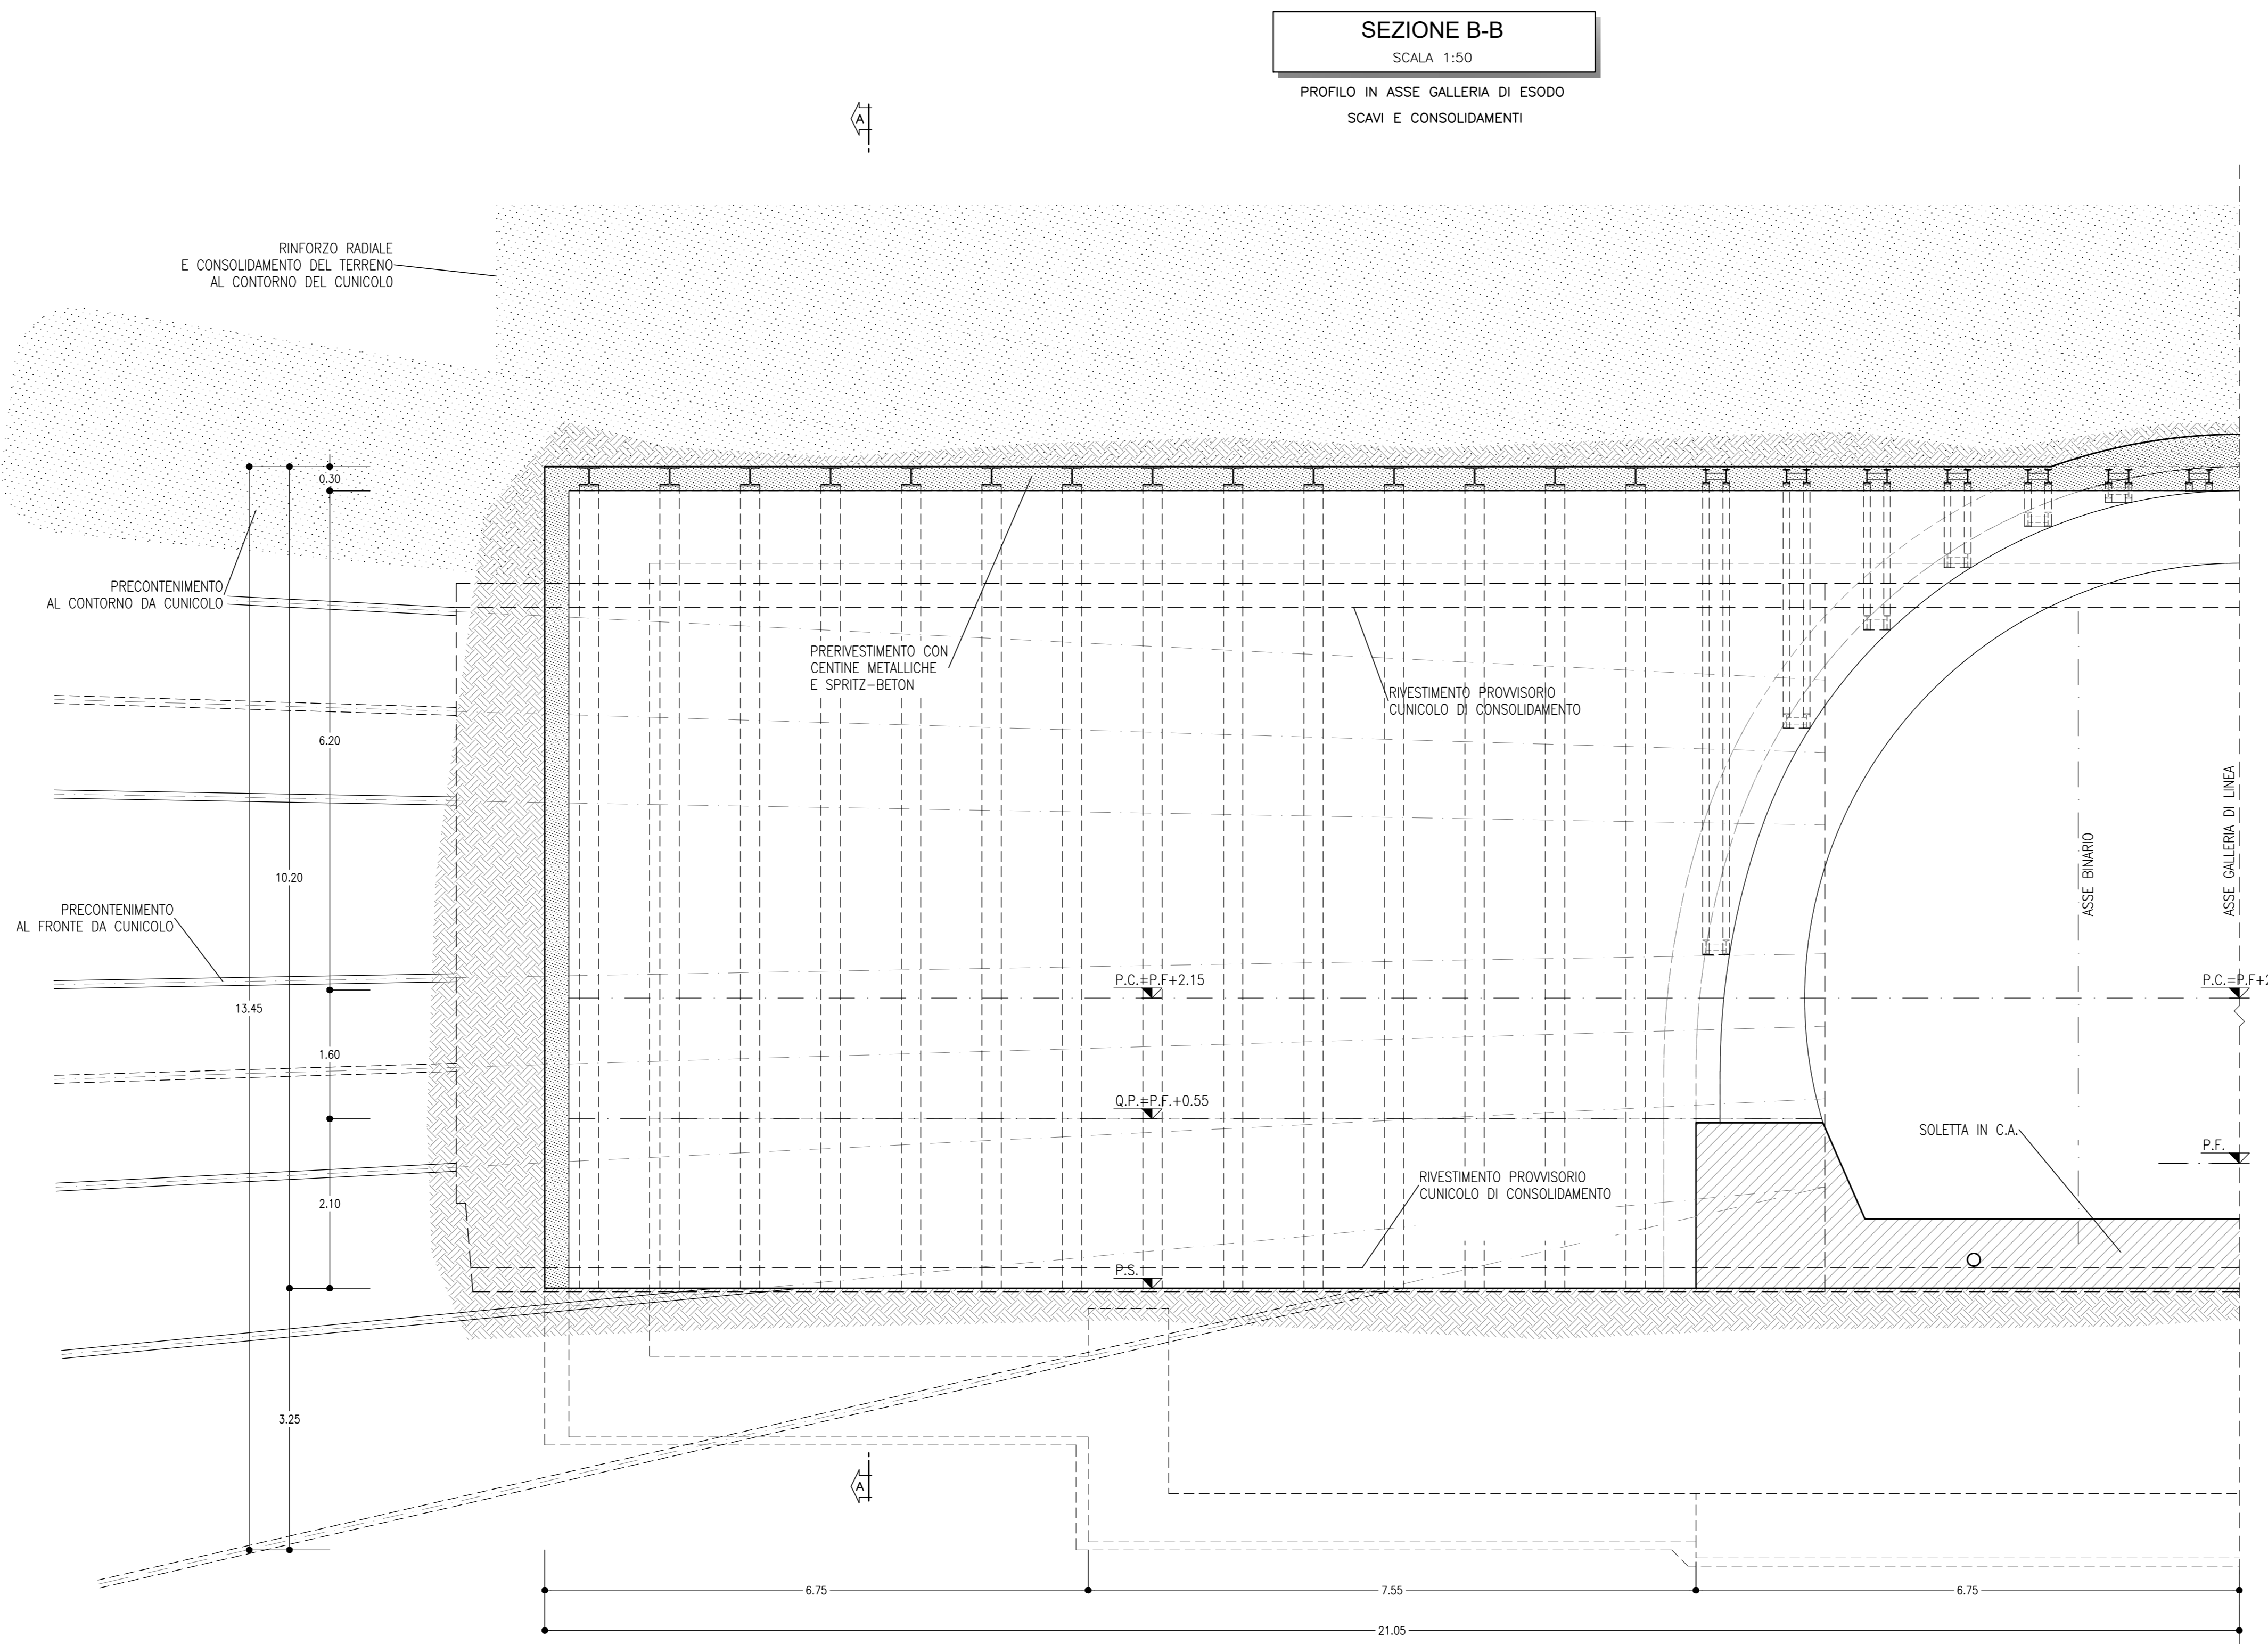 SEZIONE B-B
SCALA 1:50
PROFILO IN ASSE GALLERIA DI ESODO
SCAVI E CONSOLIDAMENTI
A
RINFORZO RADIALE
E CONSOLIDAMENTO DEL TERRENO
AL CONTORNO DEL CUNICOLO
0.30
PRECONTENIMENTO
AL CONTORNO DA CUNICOLO
PRERIVESTIMENTO CON
CENTINE METALLICHE
E SPRITZ-BETON
RIVESTIMENTO PROVVISORIO
CUNICOLO DI CONSOLIDAMENTO
6.20
10.20
ASSE BINARIO
ASSE GALLERIA DI LINEA
PRECONTENIMENTO
AL FRONTE DA CUNICOLO
P.C.=P.F+2.15
P.C.=P.F+2
13.45
1.60
Q.P.=P.F.+0.55
SOLETTA IN C.A.
P.F.
RIVESTIMENTO PROVVISORIO
CUNICOLO DI CONSOLIDAMENTO
2.10
P.S.
3.25
A
6.75
7.55
6.75
21.05